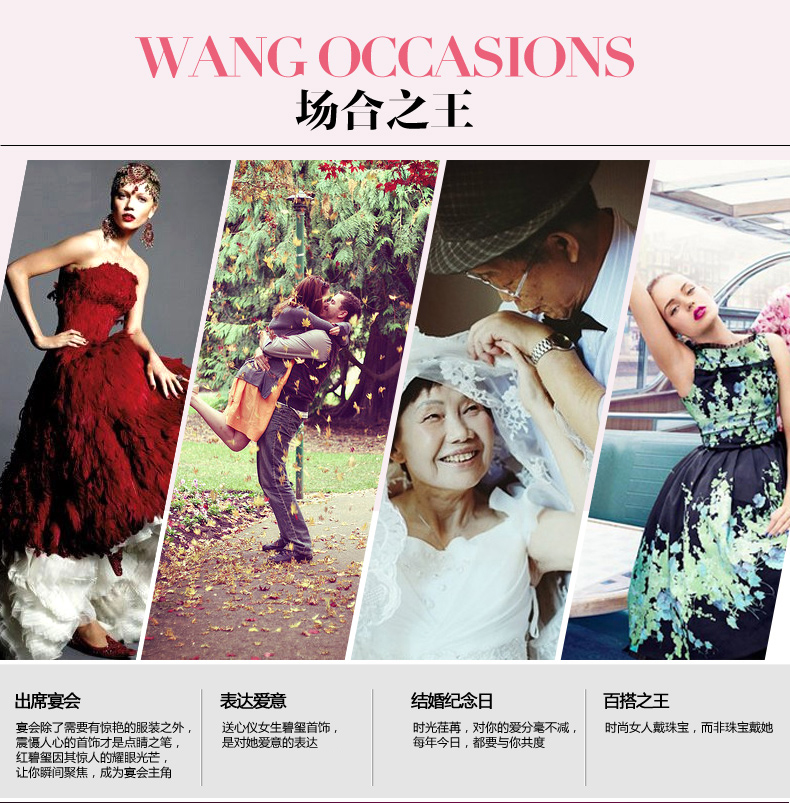 WANG OCCASIONS
场合之王
出席宴会
宴会除了需要有惊艳的服装之外，
震慑人心的首饰才是点睛之笔，
红碧玺因其惊人的耀眼光芒，
让你瞬间聚焦，成为宴会主角
表达爱意
送心仪女生碧玺首饰，
是对她爱意的表达
结婚纪念日
时光荏苒，对你的爱分毫不减，
每年今日，都要与你共度
百搭之王
时尚女人戴珠宝，而非珠宝戴她